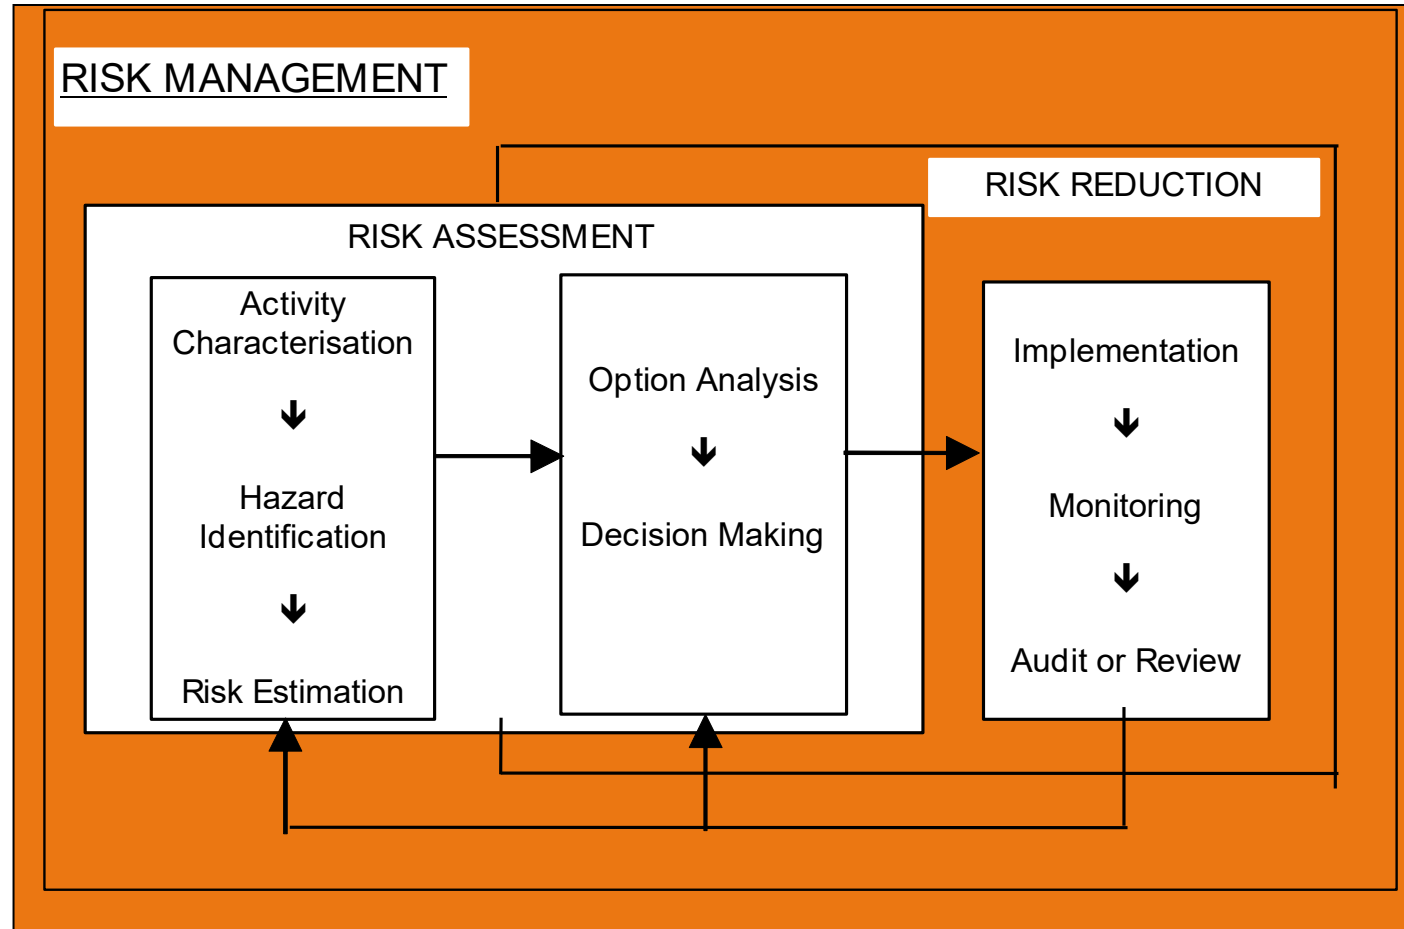 RISK MANAGEMENT
RISK REDUCTION
RISK ASSESSMENT
Activity
Characterisation
Hazard
Identification
Risk Estimation
Option Analysis
Decision Making
Implementation
Monitoring
Audit or Review